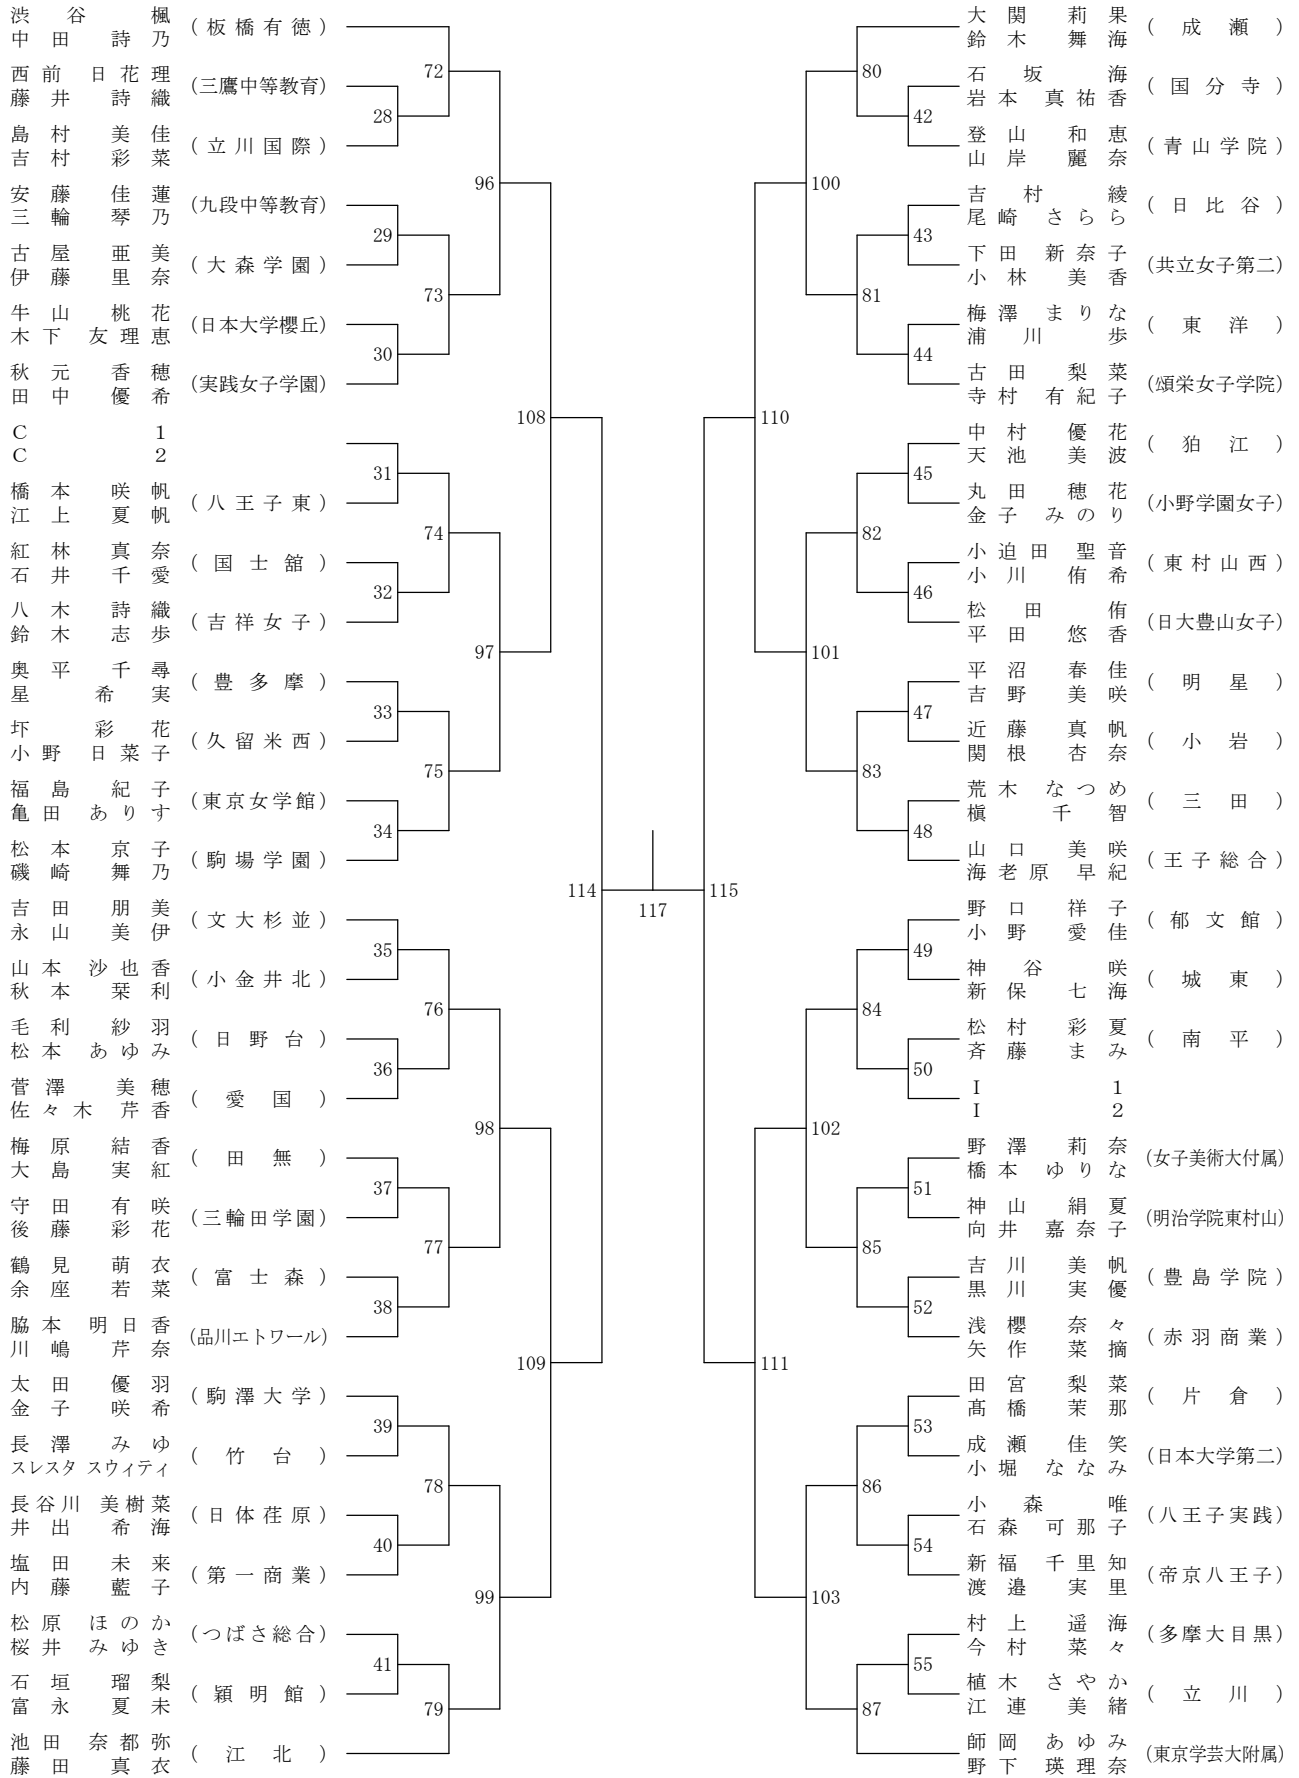 渋谷楓
中田詩乃
(板橋有徳)
72
西前日花理
藤井詩織
(三鷹中等教育)
28
島村美佳
吉村彩菜
(立川国際)
96
安藤佳蓮
三輪琴乃
(九段中等教育)
29
古屋亜美
伊藤里奈
(大森学園)
73
牛山桃花
木下友理恵
(日本大学櫻丘)
30
秋元香穂
田中優希
(実践女子学園)
108
C 1
C 2
31
橋本咲帆
江上夏帆
(八王子東)
74
紅林真奈
石井千愛
(国士舘)
32
八木詩織
鈴木志歩
(吉祥女子)
97
奥平千尋
星希実
(豊多摩)
33
圷彩花
小野日菜子
(久留米西)
75
福島紀子
亀田ありす
(東京女学館)
34
松本京子
磯崎舞乃
(駒場学園)
114
吉田朋美
永山美伊
(文大杉並)
35
山本沙也香
秋本栞利
(小金井北)
76
毛利紗羽
松本あゆみ
(日野台)
36
菅澤美穂
佐々木芹香
(愛国)
98
梅原結香
大島実紅
(田無)
37
守田有咲
後藤彩花
(三輪田学園)
77
鶴見萌衣
余座若菜
(富士森)
38
脇本明日香
川嶋芹奈
(品川エトワール)
109
太田優羽
金子咲希
(駒澤大学)
39
長澤みゆ
スレスタ スウィティ
(竹台)
78
長谷川美樹菜
井出希海
(日体荏原)
40
塩田未来
内藤藍子
(第一商業)
99
松原ほのか
桜井みゆき
(つばさ総合)
41
石垣瑠梨
富永夏未
(穎明館)
79
池田奈都弥
藤田真衣
(江北)
117
大関莉果
鈴木舞海
(成瀬)
80
石坂海
岩本真祐香
(国分寺)
42
登山和恵
山岸麗奈
(青山学院)
100
吉村綾
尾崎さらら
(日比谷)
43
下田新奈子
小林美香
(共立女子第二)
81
梅澤まりな
浦川歩
(東洋)
44
古田梨菜
寺村有紀子
(頌栄女子学院)
110
中村優花
天池美波
(狛江)
45
丸田穂花
金子みのり
(小野学園女子)
82
小迫田聖音
小川侑希
(東村山西)
46
松田侑
平田悠香
(日大豊山女子)
101
平沼春佳
吉野美咲
(明星)
47
近藤真帆
関根杏奈
(小岩)
83
荒木なつめ
槇千智
(三田)
48
山口美咲
海老原早紀
(王子総合)
115
野口祥子
小野愛佳
(郁文館)
49
神谷咲
新保七海
(城東)
84
松村彩夏
斉藤まみ
(南平)
50
I 1
I 2
102
野澤莉奈
橋本ゆりな
(女子美術大付属)
51
神山絹夏
向井嘉奈子
(明治学院東村山)
85
吉川美帆
黒川実優
(豊島学院)
52
浅櫻奈々
矢作菜摘
(赤羽商業)
111
田宮梨菜
髙橋茉那
(片倉)
53
成瀬佳笑
小堀ななみ
(日本大学第二)
86
小森唯
石森可那子
(八王子実践)
54
新福千里知
渡邉実里
(帝京八王子)
103
村上遥海
今村菜々
(多摩大目黒)
55
植木さやか
江連美緒
(立川)
87
師岡あゆみ
野下瑛理奈
(東京学芸大附属)